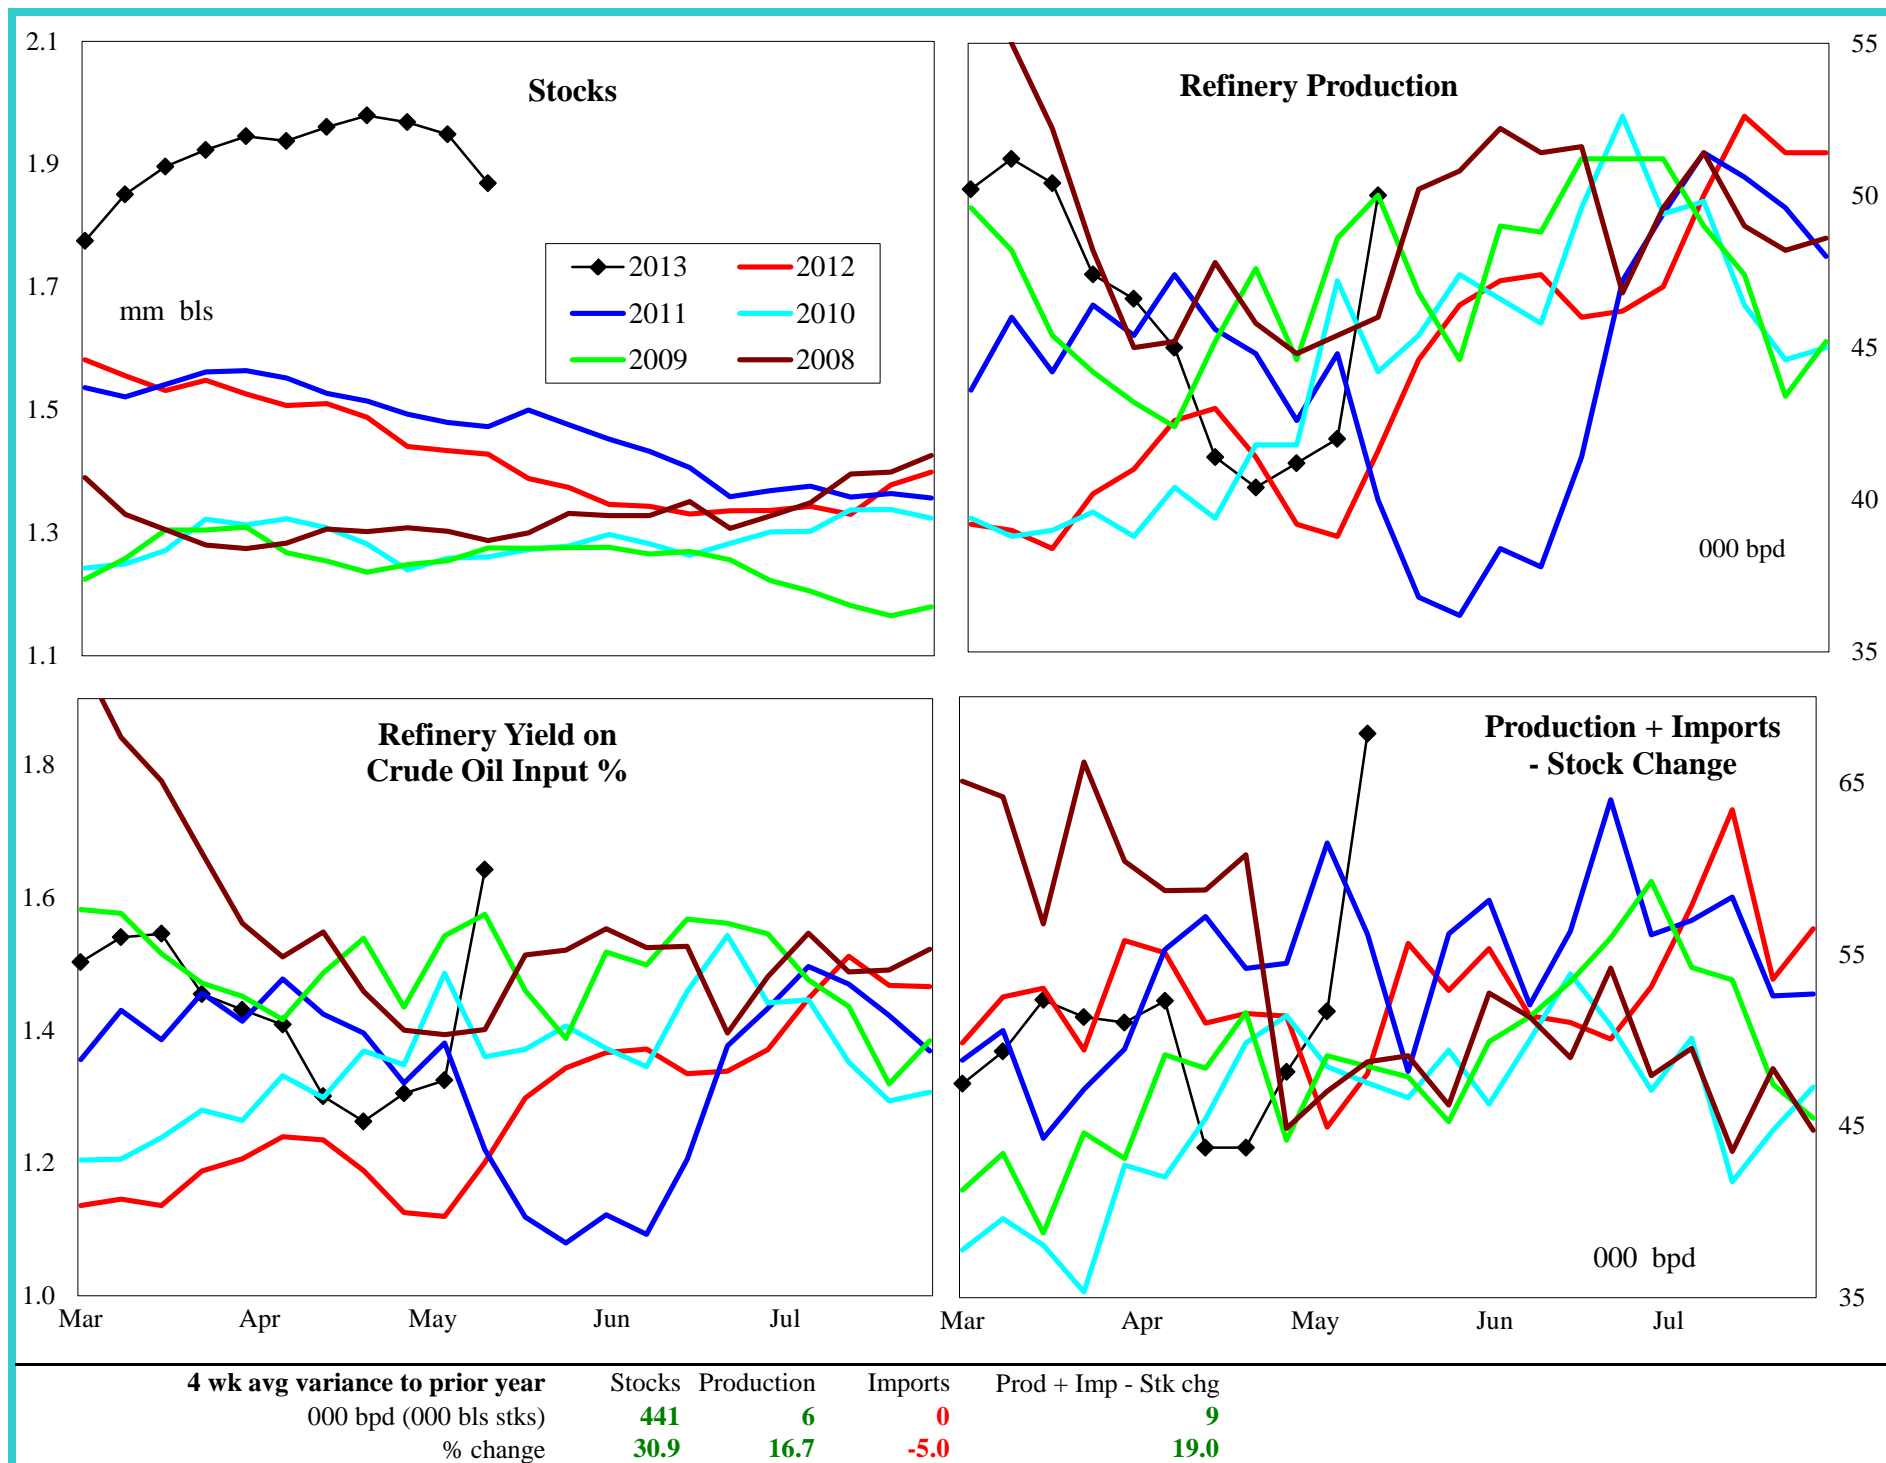 Stocks
2.1
1.9
1.7
1.5
1.3
1.1
mm bls
2013 2012
2011 2010
2009 2008
Refinery Production
55
50
45
40
35
000 bpd
Refinery Yield on
Crude Oil Input %
1.8
1.6
1.4
1.2
1.0
Mar Apr May Jun Jul
Production + Imports
- Stock Change
65
55
45
35
000 bpd
Mar Apr May Jun Jul
4 wk avg variance to prior year Stocks Production Imports Prod + Imp - Stk chg
000 bpd (000 bls stks) 441 6 0 9
% change 30.9 16.7 -5.0 19.0